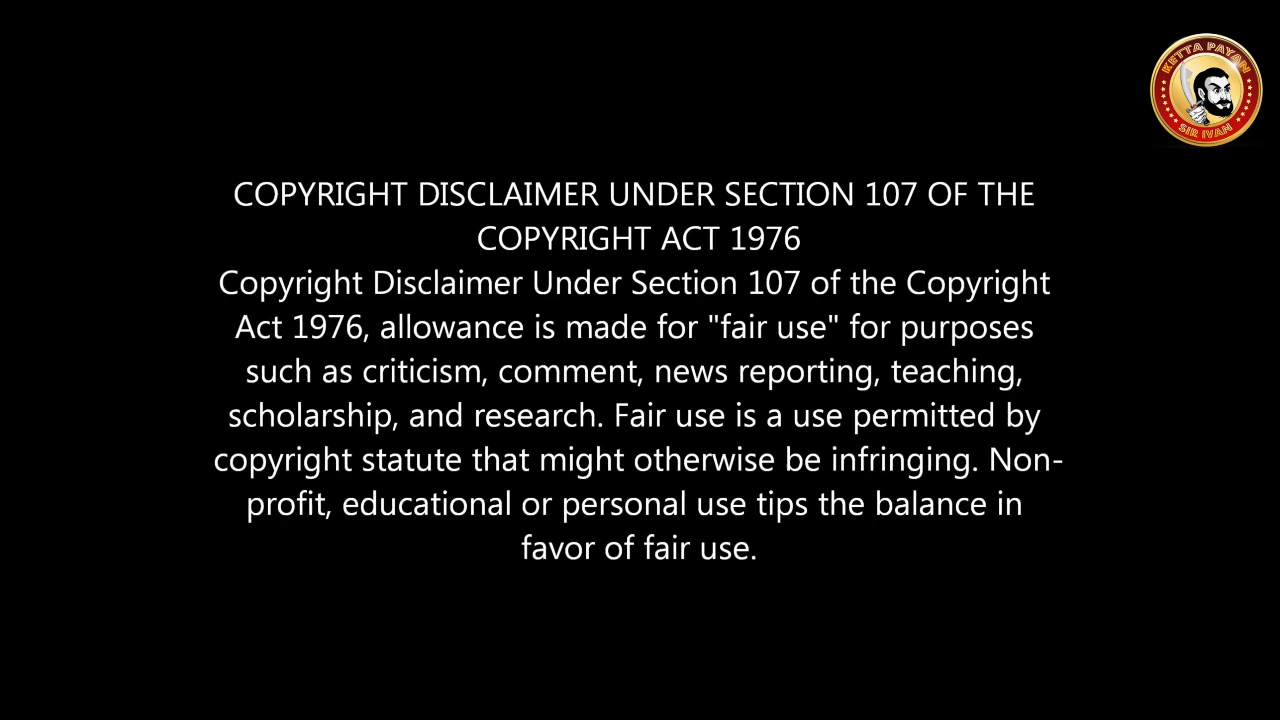 KETTA PAYAN
SIR IVAN
COPYRIGHT DISCLAIMER UNDER SECTION 107 OF THE
COPYRIGHT ACT 1976
Copyright Disclaimer Under Section 107 of the Copyright
Act 1976, allowance is made for "fair use" for purposes
such as criticism, comment, news reporting, teaching,
scholarship, and research. Fair use is a use permitted by
copyright statute that might otherwise be infringing. Non-
profit, educational or personal use tips the balance in
favor of fair use.